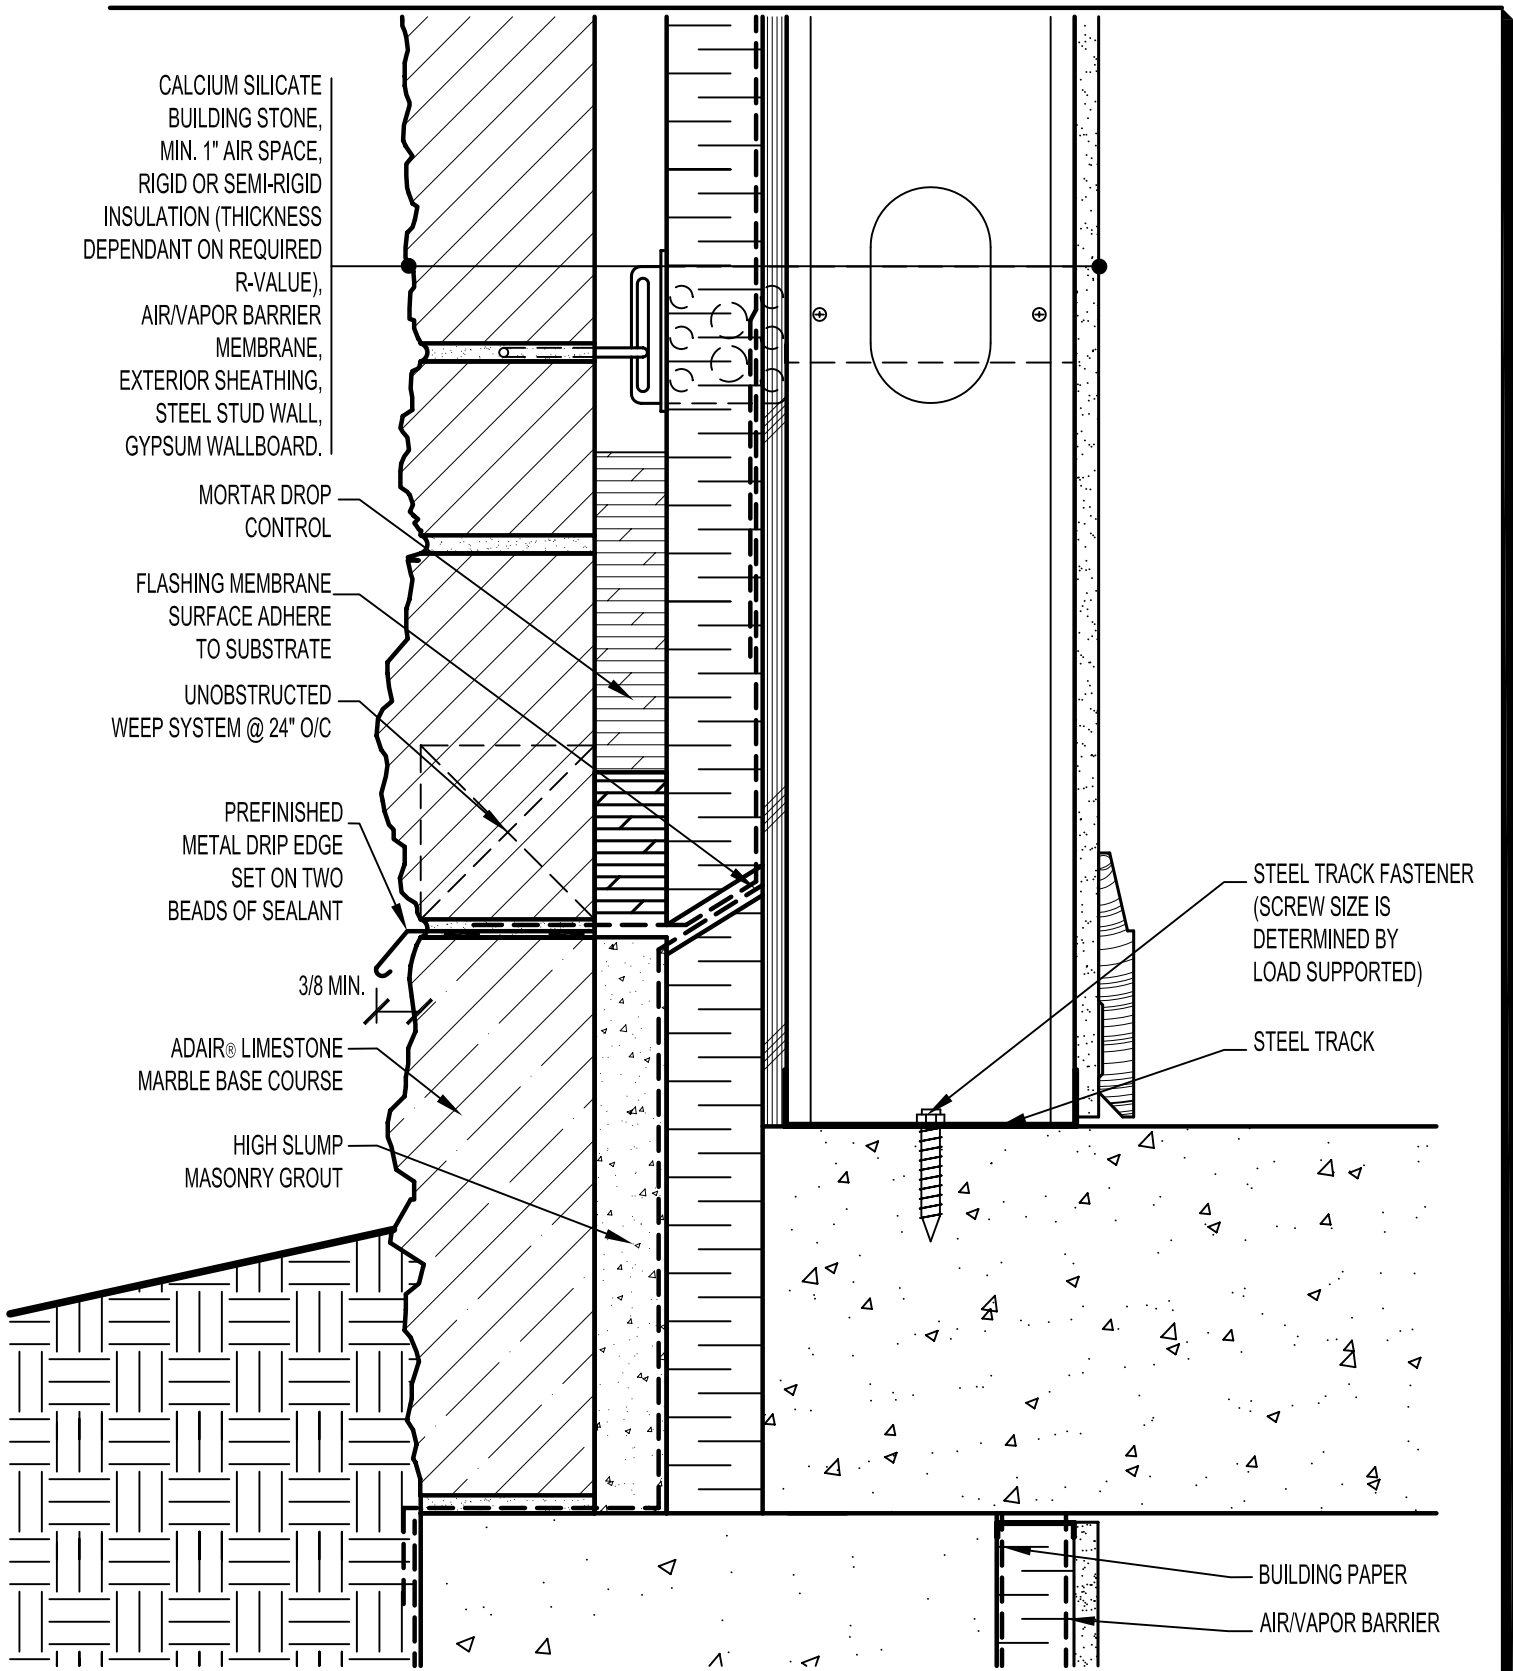 CALCIUM SILICATE
BUILDING STONE,
MIN. 1" AIR SPACE,
RIGID OR SEMI-RIGID
INSULATION (THICKNESS
DEPENDANT ON REQUIRED
R-VALUE),
AIR/VAPOR BARRIER
MEMBRANE,
EXTERIOR SHEATHING,
STEEL STUD WALL,
GYPSUM WALLBOARD.
MORTAR DROP
CONTROL
FLASHING MEMBRANE
SURFACE ADHERE
TO SUBSTRATE
UNOBSTRUCTED
WEEP SYSTEM @ 24" O/C
PREFINISHED
METAL DRIP EDGE
SET ON TWO
BEADS OF SEALANT
3/8 MIN.
ADAIR® LIMESTONE
MARBLE BASE COURSE
HIGH SLUMP
MASONRY GROUT
STEEL TRACK FASTENER
(SCREW SIZE IS
DETERMINED BY
LOAD SUPPORTED)
STEEL TRACK
BUILDING PAPER
AIR/VAPOR BARRIER